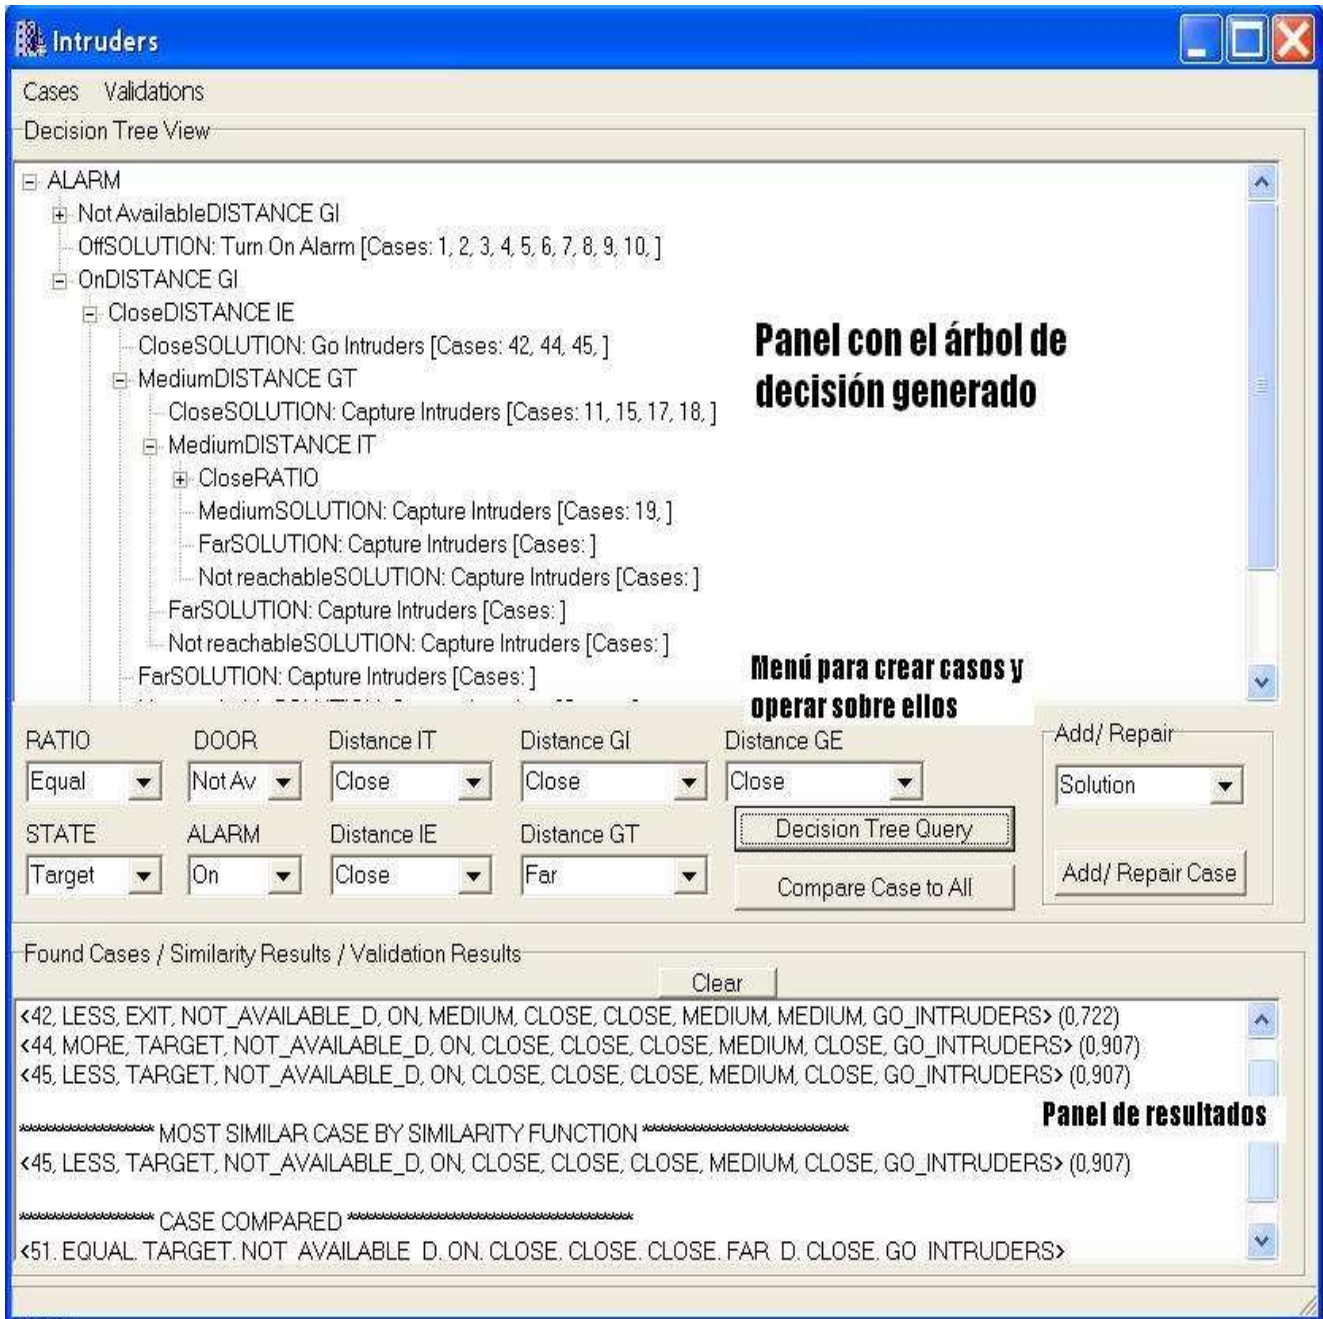 Intruders
Cases Validations
Decision Tree View
ALARM
Not AvailableDISTANCE GI
OffSOLUTION: Turn On Alarm [Cases: 1, 2, 3, 4, 5, 6, 7, 8, 9, 10, ]
OnDISTANCE GI
CloseDISTANCE IE
CloseSOLUTION: Go Intruders [Cases: 42, 44, 45, ]
MediumDISTANCE GT
CloseSOLUTION: Capture Intruders [Cases: 11, 15, 17, 18, ]
MediumDISTANCE IT
CloseRATIO
MediumSOLUTION: Capture Intruders [Cases: 19, ]
FarSOLUTION: Capture Intruders [Cases: ]
Not reachableSOLUTION: Capture Intruders [Cases: ]
FarSOLUTION: Capture Intruders [Cases: ]
Not reachableSOLUTION: Capture Intruders [Cases: ]
FarSOLUTION: Capture Intruders [Cases: ]
Panel con el árbol de
decisión generado
Menú para crear casos y
operar sobre ellos
RATIO DOOR Distance IT Distance GI Distance GE Add/ Repair
Equal Not Av Close Close Close Solution
STATE ALARM Distance IE Distance GT Decision Tree Query
Target On Close Far Compare Case to All Add/ Repair Case
Found Cases / Similarity Results / Validation Results
Clear
<42, LESS, EXIT, NOT_AVAILABLE_D, ON, MEDIUM, CLOSE, CLOSE, MEDIUM, MEDIUM, GO_INTRUDERS> (0,722)
<44, MORE, TARGET, NOT_AVAILABLE_D, ON, CLOSE, CLOSE, CLOSE, MEDIUM, CLOSE, GO_INTRUDERS> (0,907)
<45, LESS, TARGET, NOT_AVAILABLE_D, ON, CLOSE, CLOSE, CLOSE, MEDIUM, CLOSE, GO_INTRUDERS> (0,907)
Panel de resultados
****************** MOST SIMILAR CASE BY SIMILARITY FUNCTION ***************************
<45, LESS, TARGET, NOT_AVAILABLE_D, ON, CLOSE, CLOSE, CLOSE, MEDIUM, CLOSE, GO_INTRUDERS> (0,907)
****************** CASE COMPARED **************************************
<51, EQUAL, TARGET, NOT_AVAILABLE_D, ON, CLOSE, CLOSE, CLOSE, FAR_D, CLOSE, GO_INTRUDERS>